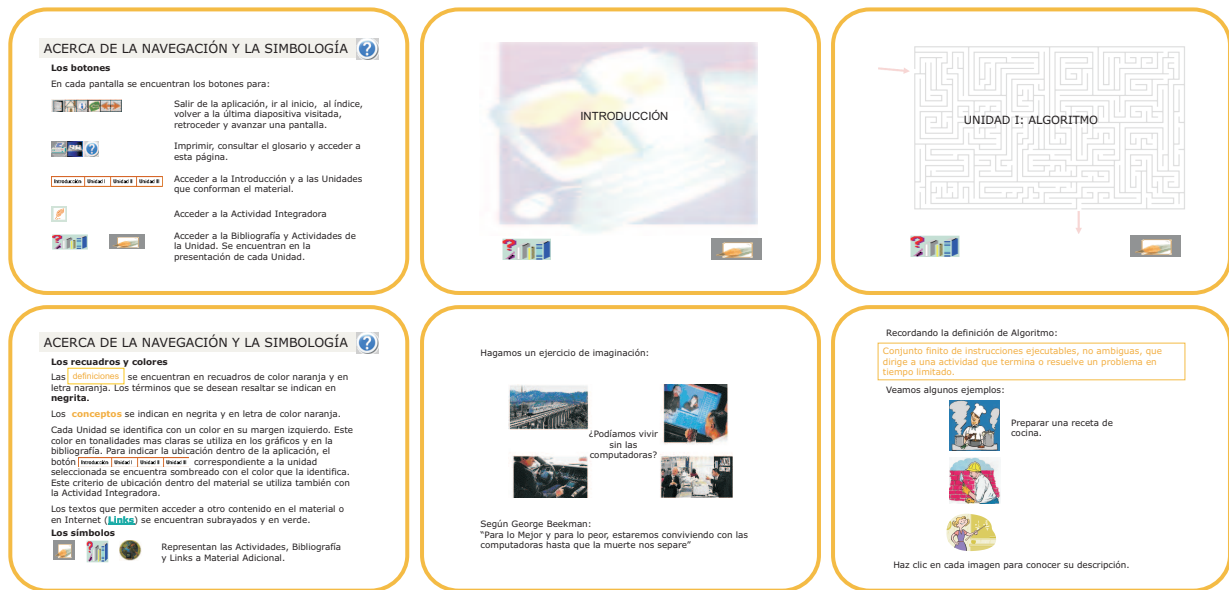 ACERCA DE LA NAVEGACIÓN Y LA SIMBOLOGÍA
Los botones
En cada pantalla se encuentran los botones para:
Salir de la aplicación, ir al inicio, al índice,
volver a la última diapositiva visitada,
retroceder y avanzar una pantalla.
Imprimir, consultar el glosario y acceder a
esta página.
Introducción Unidad I Unidad II Unidad III
Acceder a la Introducción y a las Unidades
que conforman el material.
Acceder a la Actividad Integradora
Acceder a la Bibliografía y Actividades de
la Unidad. Se encuentran en la
presentación de cada Unidad.
INTRODUCCIÓN
UNIDAD I: ALGORITMO
ACERCA DE LA NAVEGACIÓN Y LA SIMBOLOGÍA
Los recuadros y colores
Las definiciones se encuentran en recuadros de color naranja y en
letra naranja. Los términos que se desean resaltar se indican en
negrita.
Los conceptos se indican en negrita y en letra de color naranja.
Cada Unidad se identifica con un color en su margen izquierdo. Este
color en tonalidades mas claras se utiliza en los gráficos y en la
bibliografía. Para indicar la ubicación dentro de la aplicación, el
botón Introducción Unidad I Unidad II Unidad III correspondiente a la unidad
seleccionada se encuentra sombreado con el color que la identifica.
Este criterio de ubicación dentro del material se utiliza también con
la Actividad Integradora.
Los textos que permiten acceder a otro contenido en el material o
en Internet (Links) se encuentran subrayados y en verde.
Los símbolos
Representan las Actividades, Bibliografía
y Links a Material Adicional.
Hagamos un ejercicio de imaginación:
¿Podíamos vivir
sin las
computadoras?
Según George Beekman:
“Para lo Mejor y para lo peor, estaremos conviviendo con las
computadoras hasta que la muerte nos separe”
Recordando la definición de Algoritmo:
Conjunto finito de instrucciones ejecutables, no ambiguas, que
dirige a una actividad que termina o resuelve un problema en
tiempo limitado.
Veamos algunos ejemplos:
Preparar una receta de
cocina.
Haz clic en cada imagen para conocer su descripción.